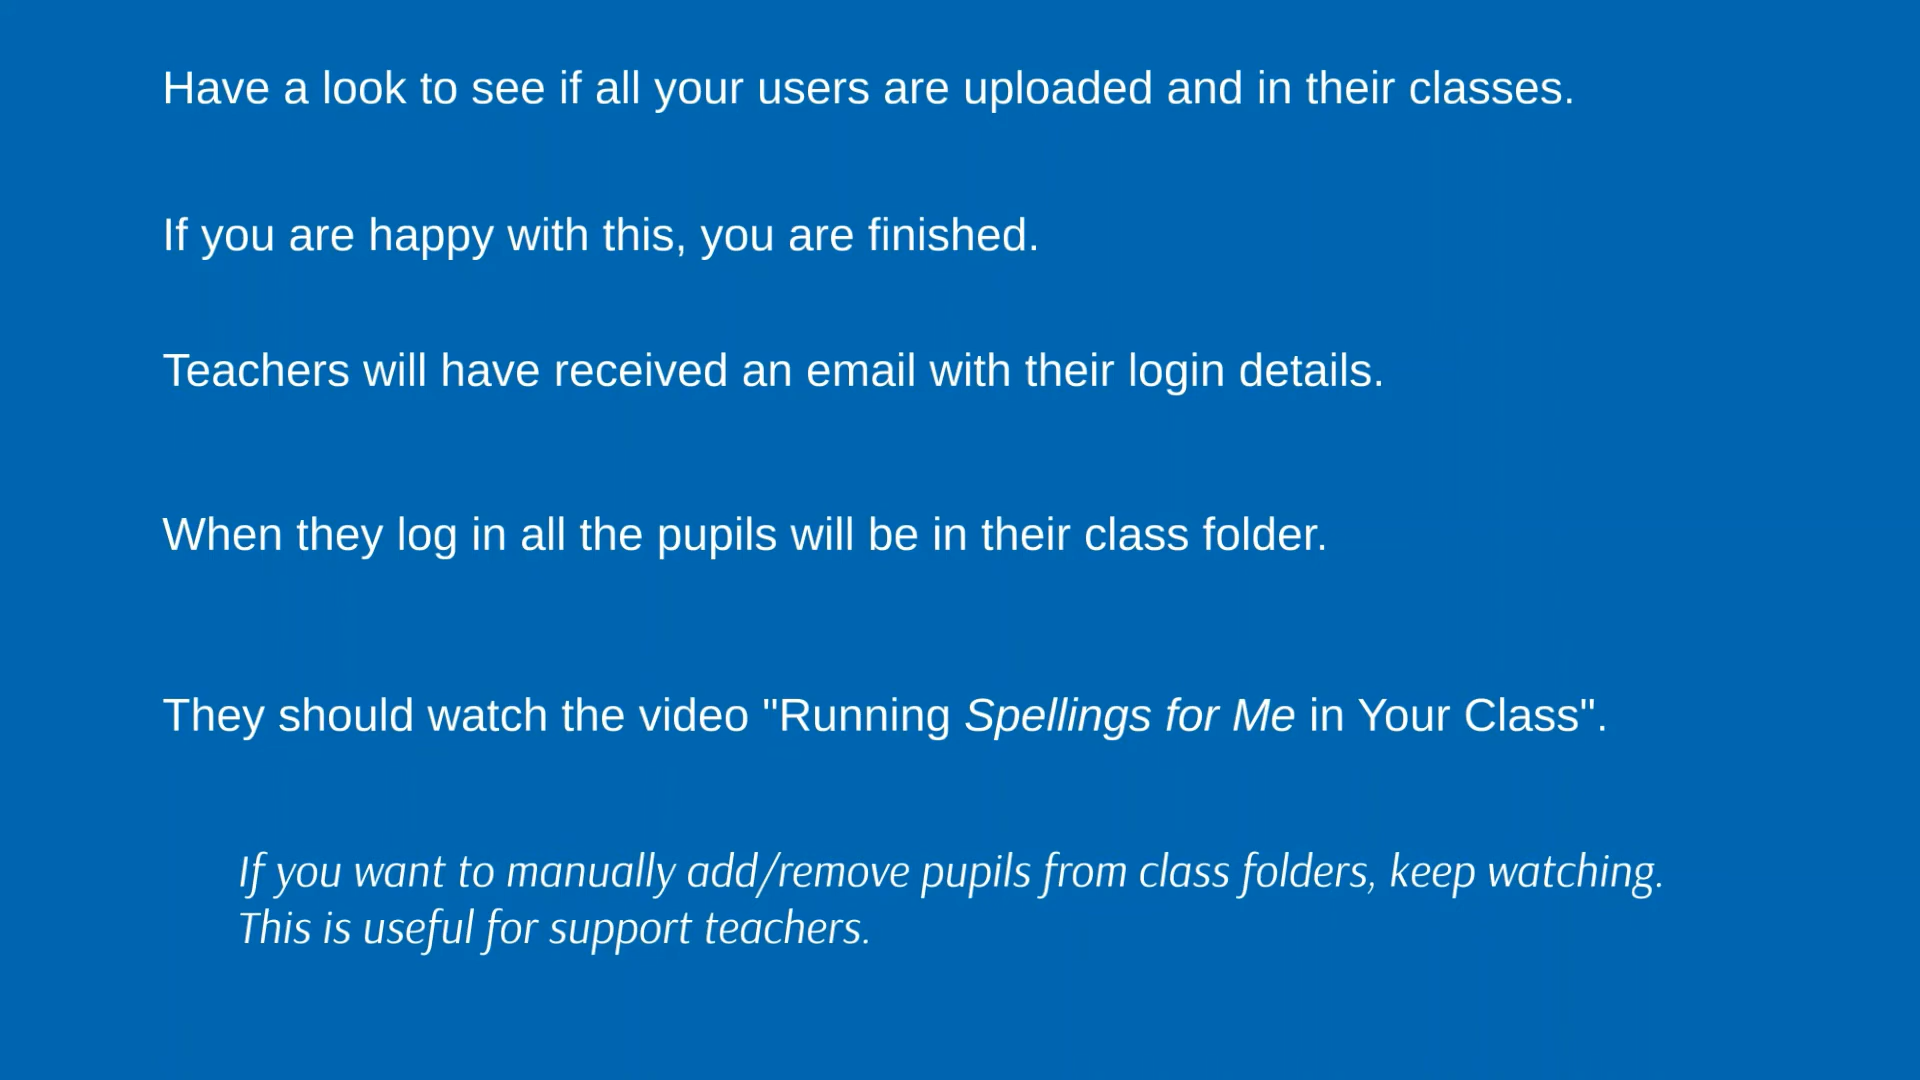 Have a look to see if all your users are uploaded and in their classes.
If you are happy with this, you are finished.
Teachers will have received an email with their login details.
When they log in all the pupils will be in their class folder.
They should watch the video "Running Spellings for Me in Your Class".
If you want to manually add/remove pupils from class folders, keep watching.
This is useful for support teachers.